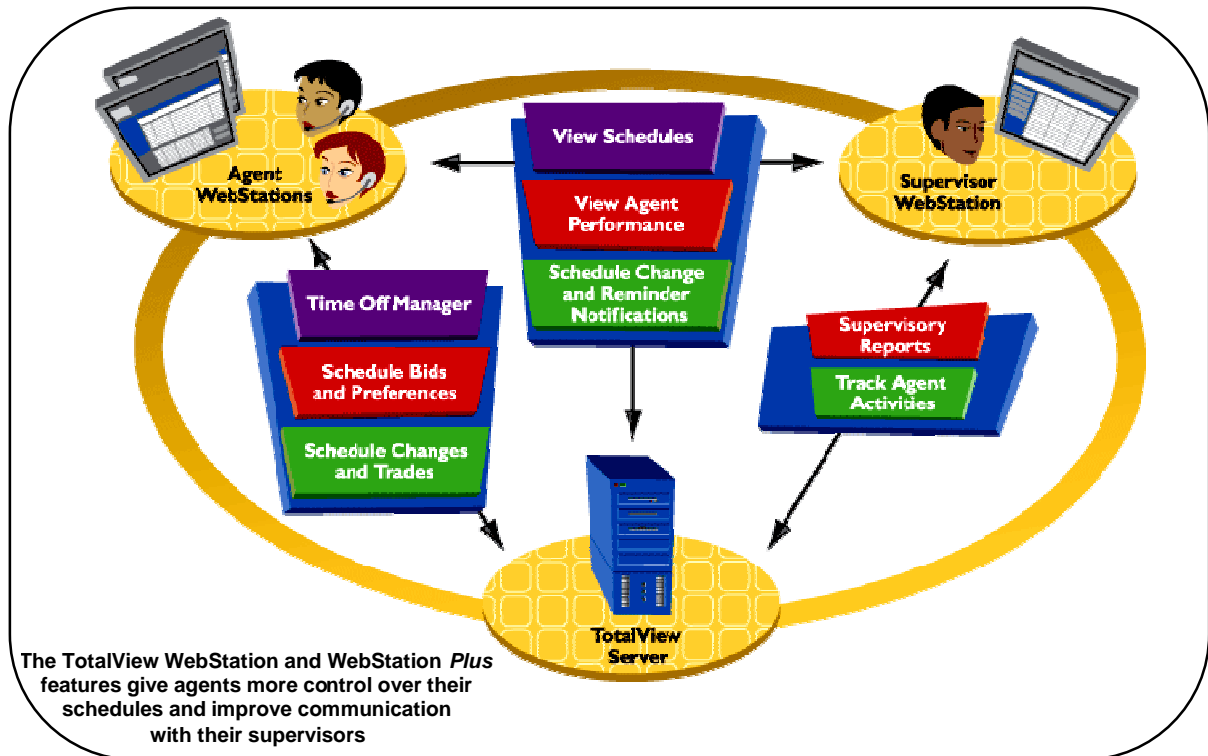 Agent
WebStations
View Schedules
View Agent
Performance
Schedule Change
and Reminder
Notifications
Supervisor
WebStation
Time Off Manager
Schedule Bids
and Preferences
Schedule Changes
and Trades
Supervisory
Reports
Track Agent
Activities
TotalView
Server
The TotalView WebStation and WebStation Plus
features give agents more control over their
schedules and improve communication
with their supervisors